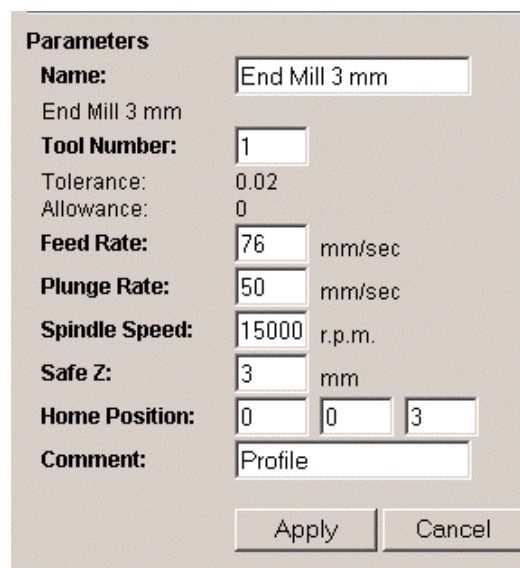 Parameters
Name: End Mill 3 mm
End Mill 3 mm
Tool Number: 1
Tolerance: 0.02
Allowance: 0
Feed Rate: 76 mm/sec
Plunge Rate: 50 mm/sec
Spindle Speed: 15000 r.p.m.
Safe Z: 3 mm
Home Position: 0 0 3
Comment: Profile
Apply Cancel